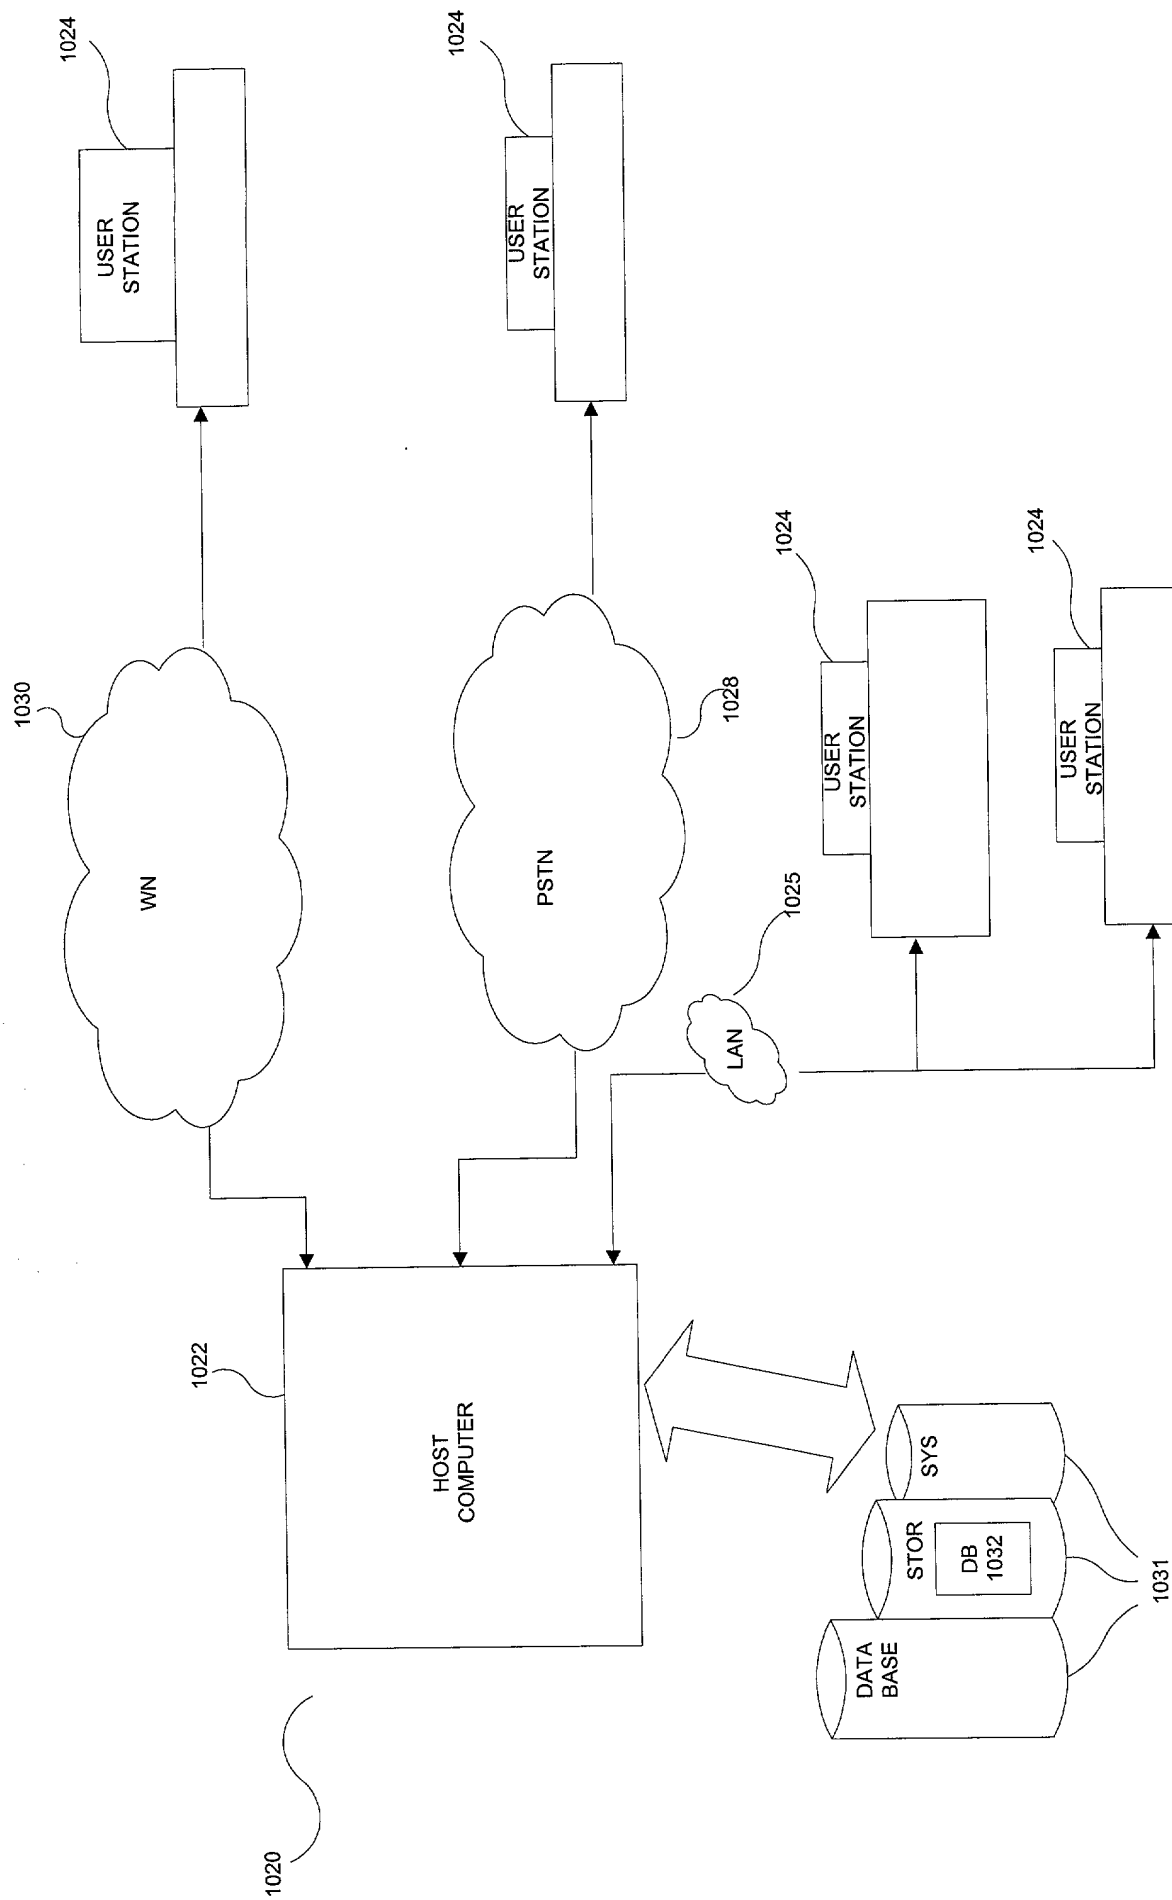 1020
1022
HOST
COMPUTER
1030
WN
1024
USER
STATION
PSTN
1028
1024
USER
STATION
LAN
1025
1024
USER
STATION
1024
USER
STATION
DATA
BASE
STOR
DB
1032
SYS
1031